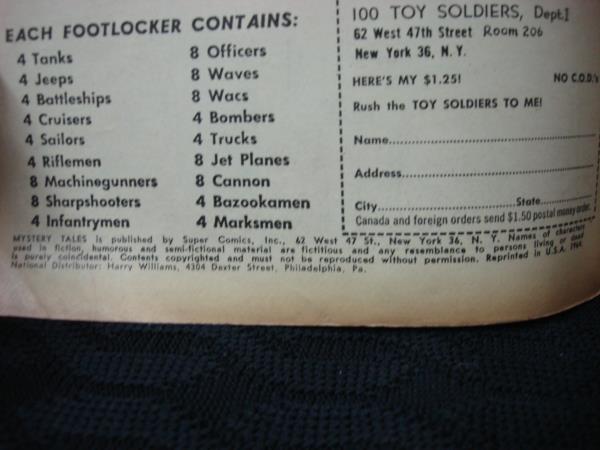 EACH FOOTLOCKER CONTAINS:
4 Tanks
4 Jeeps
4 Battleships
4 Cruisers
4 Sailors
4 Riflemen
8 Machinegunners
8 Sharpshooters
4 Infantrymen
8 Officers
8 Waves
8 Wacs
4 Bombers
4 Trucks
8 Jet Planes
8 Cannon
4 Bazookamen
4 Marksmen
100 TOY SOLDIERS, Dept.I
62 West 47th Street Room 206
New York 36, N. Y.
HERE'S MY $1.25! NO C.O.D.'s
Rush the TOY SOLDIERS TO ME!
Name
Address
City State
Canada and foreign orders send $1.50 postal money order.
MYSTERY TALES is published by Super Comics, Inc., 62 West 47 St., New York 36, N. Y. Names of characters
used in fiction, humorous and semi-fictional material are fictitious and any resemblance to persons living or dead
is purely coincidental. Contents copyrighted and must not be reproduced without permission. Reprinted in U.S.A. 1964.
National Distributor: Harry Williams, 4304 Dexter Street, Philadelphia, Pa.